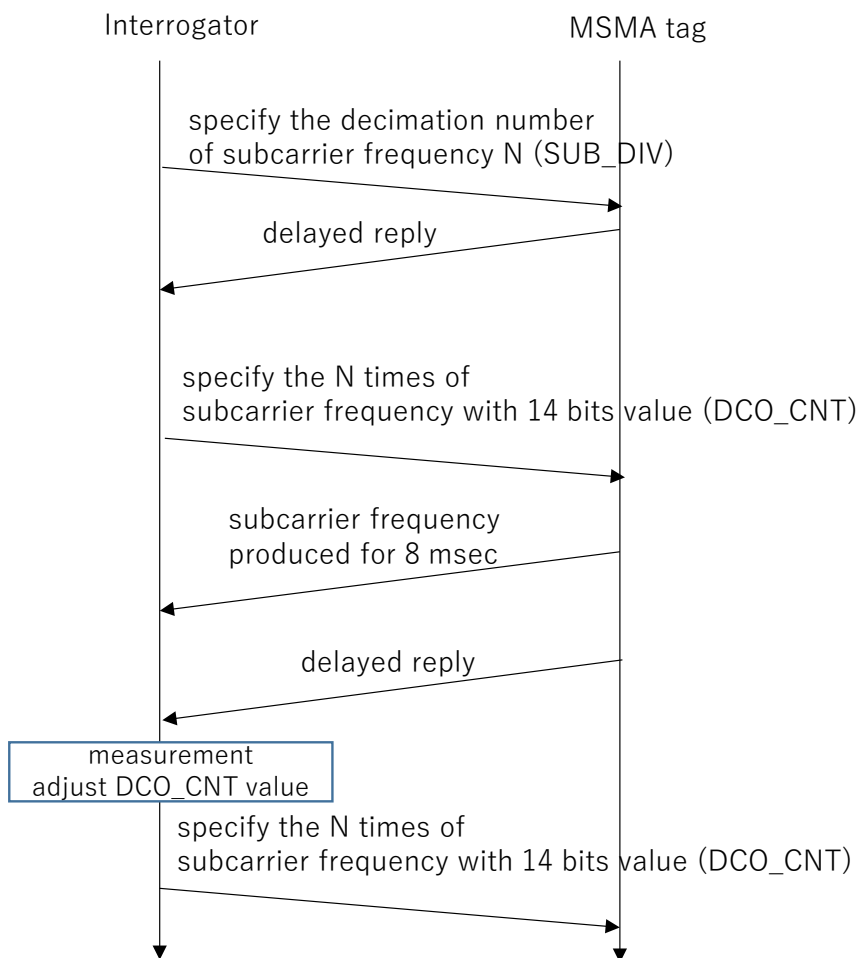 Interrogator
MSMA tag
specify the decimation number
of subcarrier frequency N (SUB_DIV)
delayed reply
specify the N times of
subcarrier frequency with 14 bits value (DCO_CNT)
subcarrier frequency
produced for 8 msec
delayed reply
measurement
adjust DCO_CNT value
specify the N times of
subcarrier frequency with 14 bits value (DCO_CNT)